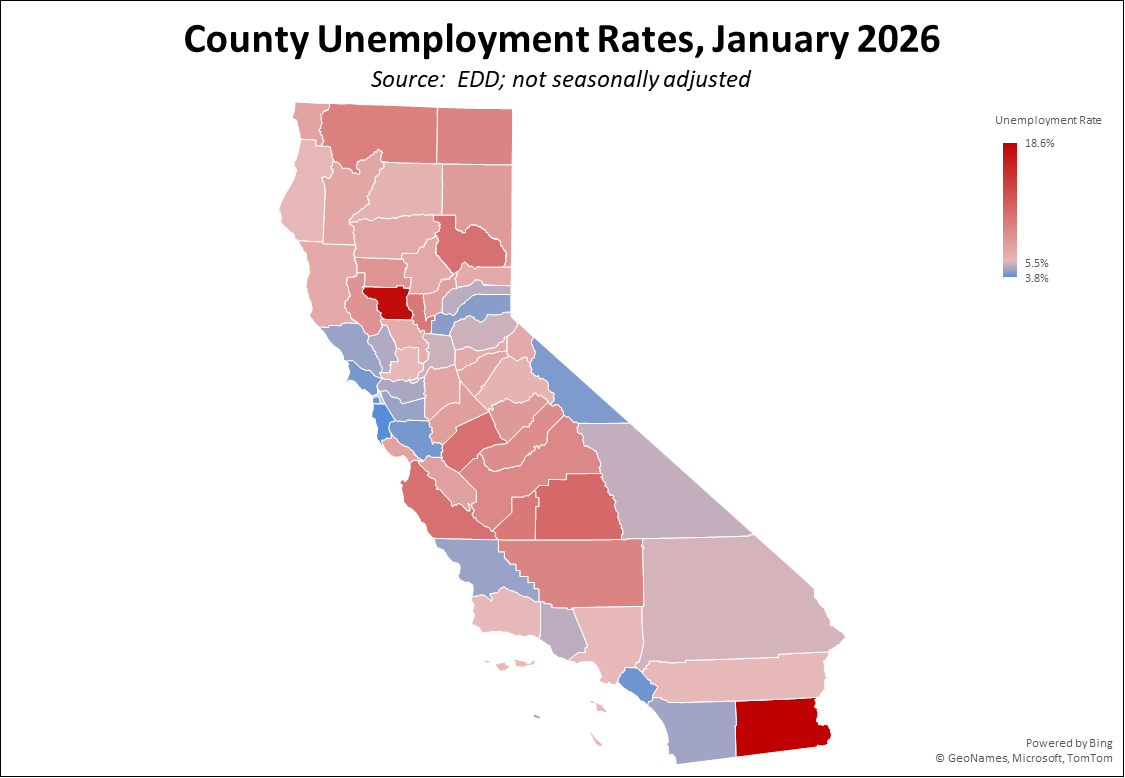 County Unemployment Rates, January 2026
Source:  EDD; not seasonally adjusted
Unemployment Rate
18.6%
5.5%
3.8%
Powered by Bing
© GeoNames, Microsoft, TomTom